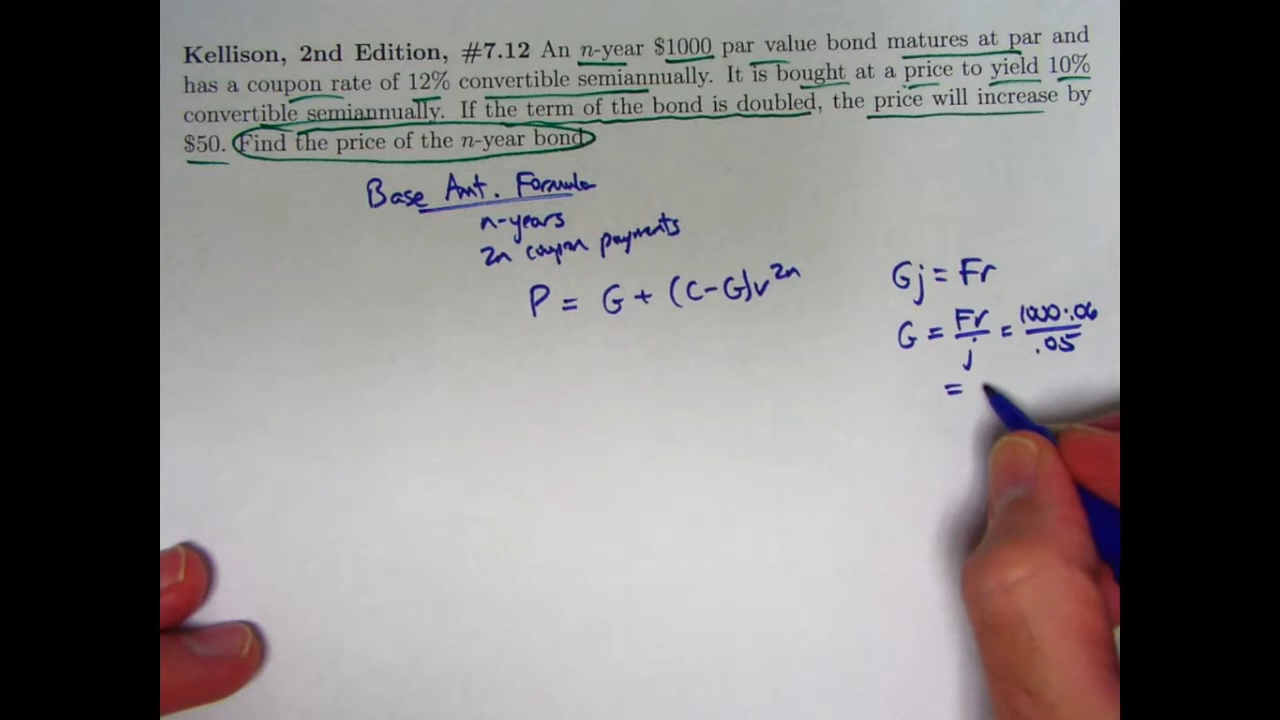 Kellison, 2nd Edition, #7.12 An n-year $1000 par value bond matures at par and
has a coupon rate of 12% convertible semiannually. It is bought at a price to yield 10%
convertible semiannually. If the term of the bond is doubled, the price will increase by
$50. Find the price of the n-year bond.
Base Amt. Formula
n-years
2n coupon payments
P = G + (C-G)v^2n
Gj = Fr
G = Fr/j = 1000·.06/.05
=